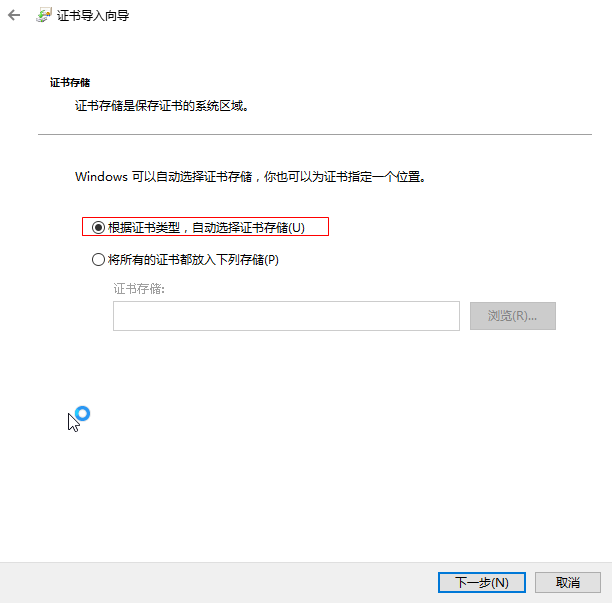 证书导入向导
证书存储
证书存储是保存证书的系统区域。
Windows 可以自动选择证书存储，你也可以为证书指定一个位置。
根据证书类型，自动选择证书存储(U)
将所有的证书都放入下列存储(P)
证书存储:
浏览(R)...
下一步(N)
取消